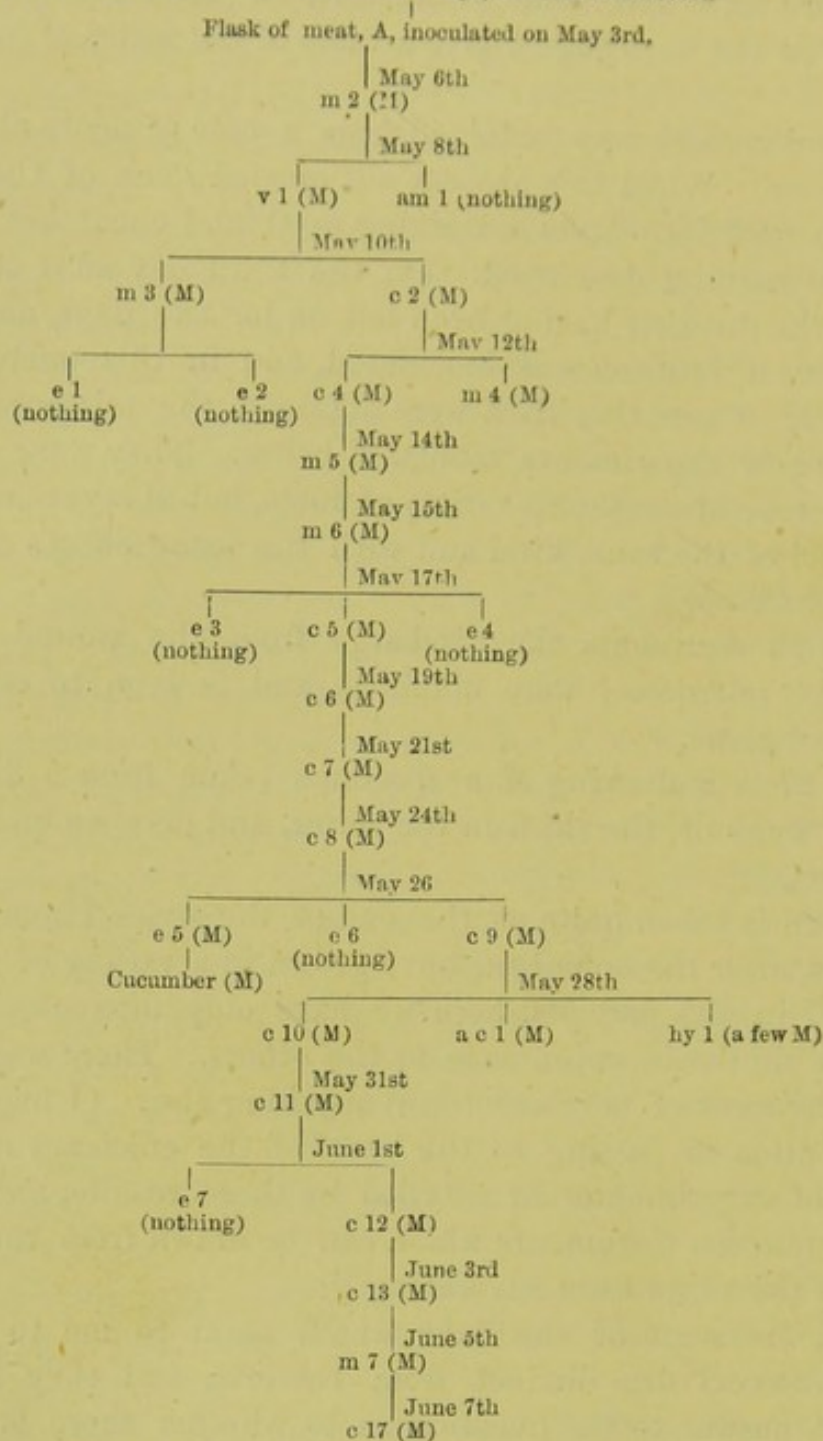 Flask of meat, A, inoculated on May 3rd.
May 6th
m 2 (M)
May 8th
v 1 (M) am 1 (nothing)
May 10th
m 3 (M) c 2 (M)
May 12th
e 1 e 2 c 4 (M) m 4 (M)
(nothing) (nothing)
May 14th
m 5 (M)
May 15th
m 6 (M)
May 17th
e 3 c 5 (M) e 4
(nothing) (nothing)
May 19th
c 6 (M)
May 21st
c 7 (M)
May 24th
c 8 (M)
May 26
e 5 (M) e 6 c 9 (M)
(nothing)
Cucumber (M) May 28th
c 10 (M) a c 1 (M) hy 1 (a few M)
May 31st
c 11 (M)
June 1st
e 7
(nothing) c 12 (M)
June 3rd
c 13 (M)
June 5th
m 7 (M)
June 7th
c 17 (M)